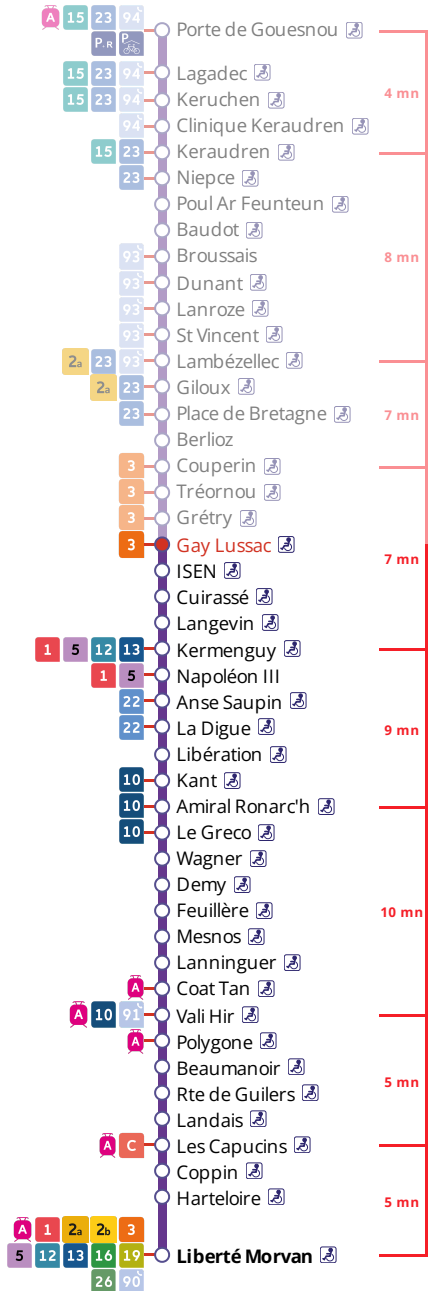 A 15 23 94 Porte de Gouesnou
P+R P
15 23 94 Lagadec
15 23 94 Keruchen
4 mn
94 Clinique Keraudren
15 23 Keraudren
23 Niepce
Poul Ar Feunteun
Baudot
93 Broussais
8 mn
93 Dunant
93 Lanroze
93 St Vincent
2a 23 93 Lambézellec
2a 23 Giloux
23 Place de Bretagne
7 mn
Berlioz
3 Couperin
3 Tréornou
3 Grétry
3 Gay Lussac
7 mn
ISEN
Cuirassé
Langevin
1 5 12 13 Kermenguy
1 5 Napoléon III
22 Anse Saupin
22 La Digue
9 mn
Libération
10 Kant
10 Amiral Ronarc'h
10 Le Greco
Wagner
Demy
Feuillère
10 mn
Mesnos
Lanninguer
A Coat Tan
A 10 91 Vali Hir
A Polygone
Beaumanoir
5 mn
Rte de Guilers
Landais
A C Les Capucins
Coppin
Harteloire
5 mn
A 1 2a 2b 3
5 12 13 16 19 Liberté Morvan
26 90